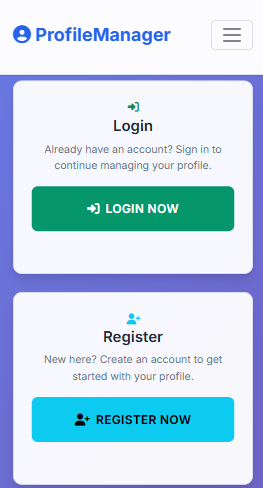 ProfileManager
Login
Already have an account? Sign in to
continue managing your profile.
LOGIN NOW
Register
New here? Create an account to get
started with your profile.
REGISTER NOW